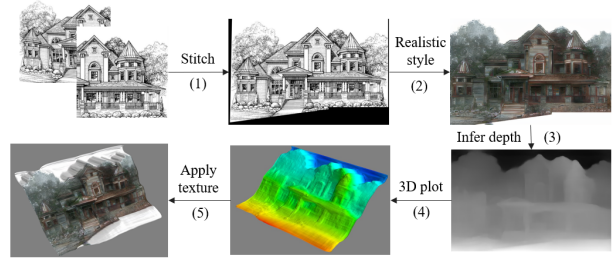 Stitch
(1)
Realistic
style
(2)
Infer depth
(3)
Apply
texture
(5)
3D plot
(4)